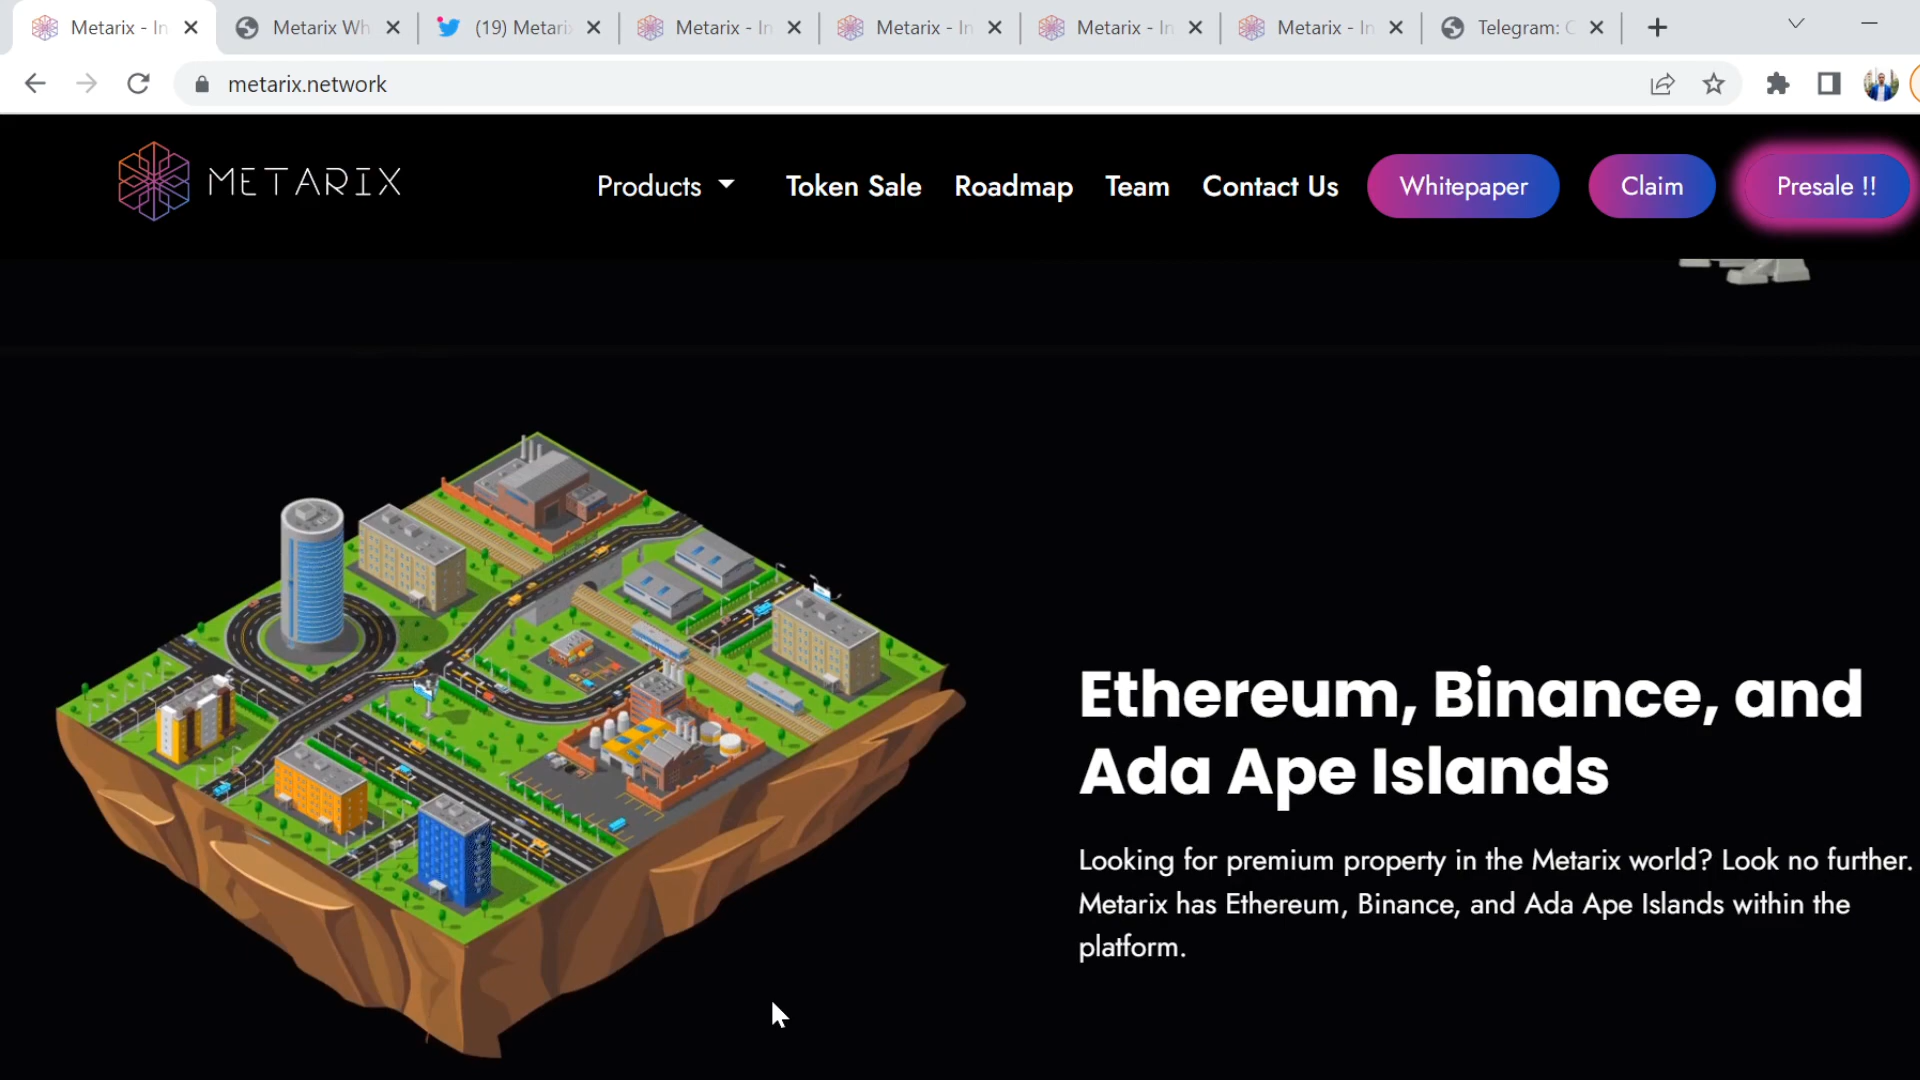 Metarix - In
Metarix Wh
(19) Metarix
Metarix - In
Metarix - In
Metarix - In
Metarix - In
Telegram: C
metarix.network
METARIX
Products
Token Sale
Roadmap
Team
Contact Us
Whitepaper
Claim
Presale !!
Ethereum, Binance, and
Ada Ape Islands
Looking for premium property in the Metarix world? Look no further.
Metarix has Ethereum, Binance, and Ada Ape Islands within the
platform.